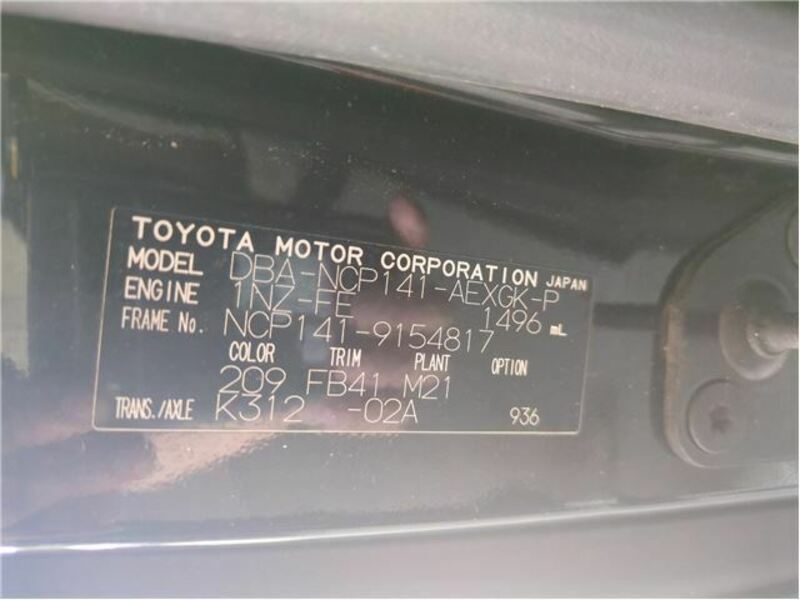 TOYOTA MOTOR CORPORATION JAPAN
MODEL DBA-NCP141-AEXGK-P
ENGINE 1NZ-FE 1496 mL
FRAME No. NCP141-9154817
COLOR TRIM PLANT OPTION
209 FB41 M21
TRANS./AXLE K312 -02A 936